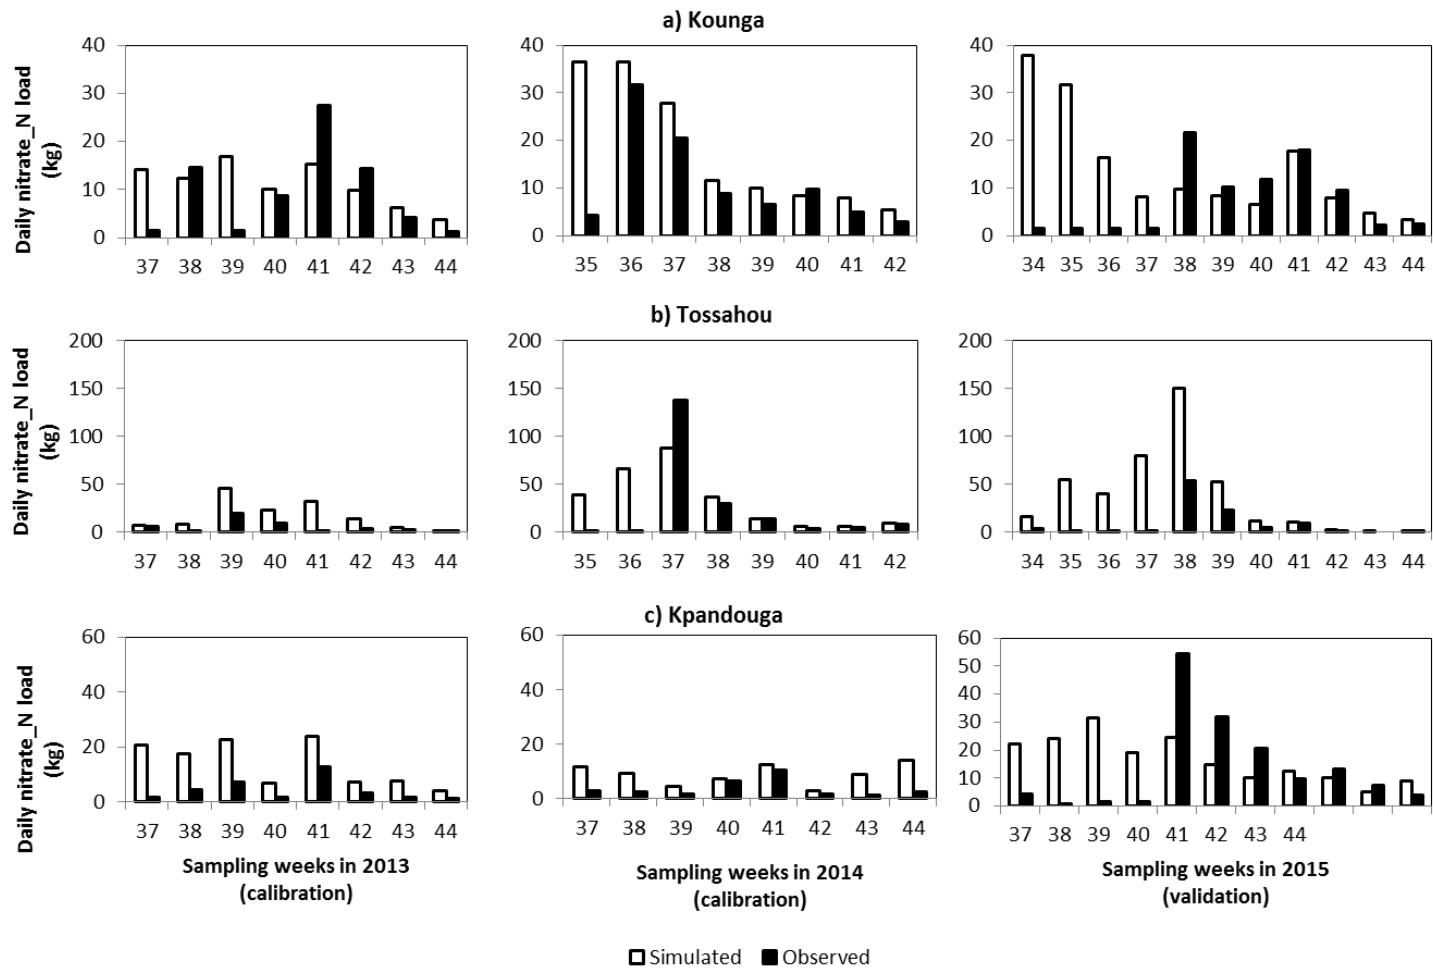 a) Kounga
Daily nitrate_N load
(kg)
40
30
20
10
0
37 38 39 40 41 42 43 44
40
30
20
10
0
35 36 37 38 39 40 41 42
40
30
20
10
0
34 35 36 37 38 39 40 41 42 43 44
b) Tossahou
Daily nitrate_N load
(kg)
200
150
100
50
0
37 38 39 40 41 42 43 44
200
150
100
50
0
35 36 37 38 39 40 41 42
200
150
100
50
0
34 35 36 37 38 39 40 41 42 43 44
c) Kpandouga
Daily nitrate_N load
(kg)
60
40
20
0
37 38 39 40 41 42 43 44
Sampling weeks in 2013
(calibration)
60
40
20
0
37 38 39 40 41 42 43 44
Sampling weeks in 2014
(calibration)
60
50
40
30
20
10
0
37 38 39 40 41 42 43 44
Sampling weeks in 2015
(validation)
Simulated Observed